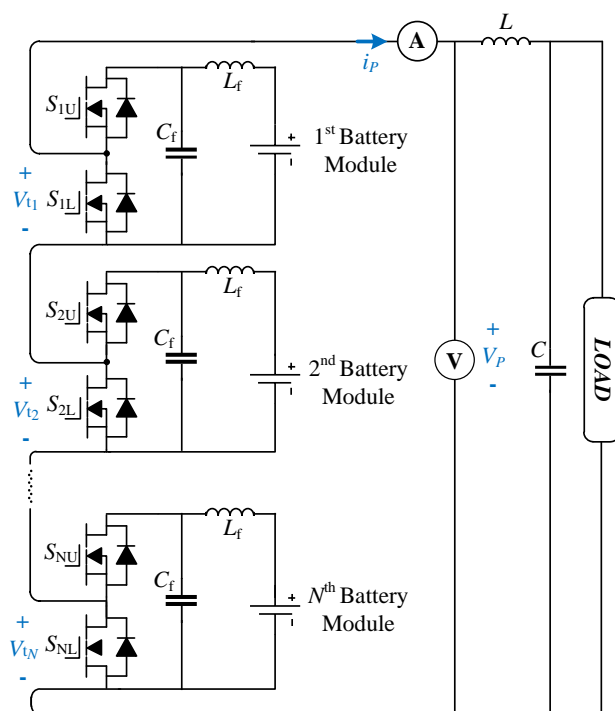 A
L
i_P
S_1U
L_f
C_f
1st Battery
Module
+
V_t1
-
S_1L
S_2U
L_f
C_f
2nd Battery
Module
+
V_t2
-
S_2L
V
+
V_P
-
C
LOAD
S_NU
L_f
C_f
Nth Battery
Module
+
V_tN
-
S_NL